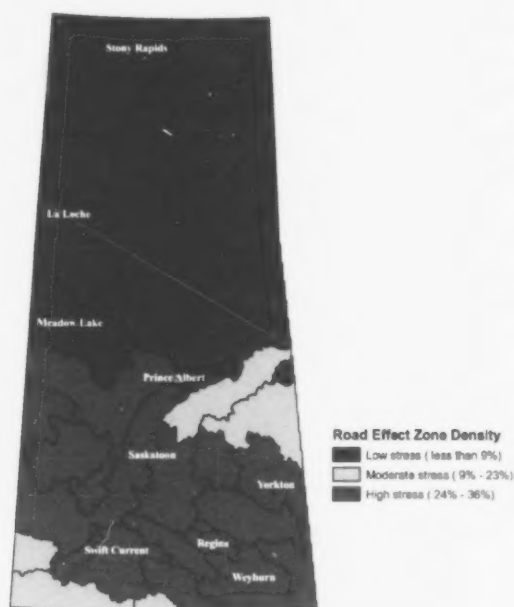 Stony Rapids
La Loche
Meadow Lake
Prince Albert
Saskatoon
Yorkton
Swift Current
Regina
Weyburn
Road Effect Zone Density
Low stress ( less than 9%)
Moderate stress ( 9% - 23%)
High stress ( 24% - 36%)